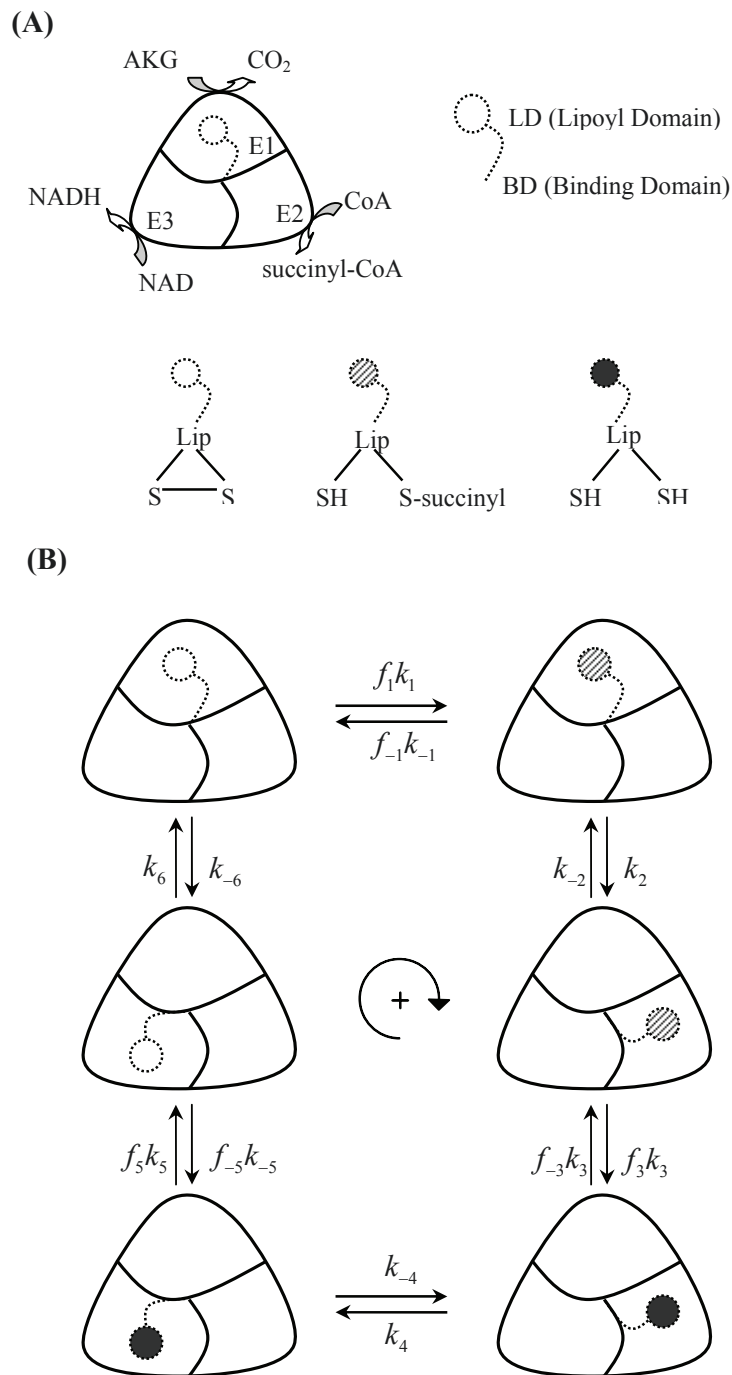 (A)
AKG CO₂
LD (Lipoyl Domain)
E1
BD (Binding Domain)
NADH CoA
E3 E2
NAD succinyl-CoA
Lip Lip Lip
S S SH S-succinyl SH SH
(B)
f₁k₁
f₋₁k₋₁
k₆ k₋₆ k₋₂ k₂
+
f₅k₅ f₋₅k₋₅ f₋₃k₃ f₃k₃
k₋₄
k₄